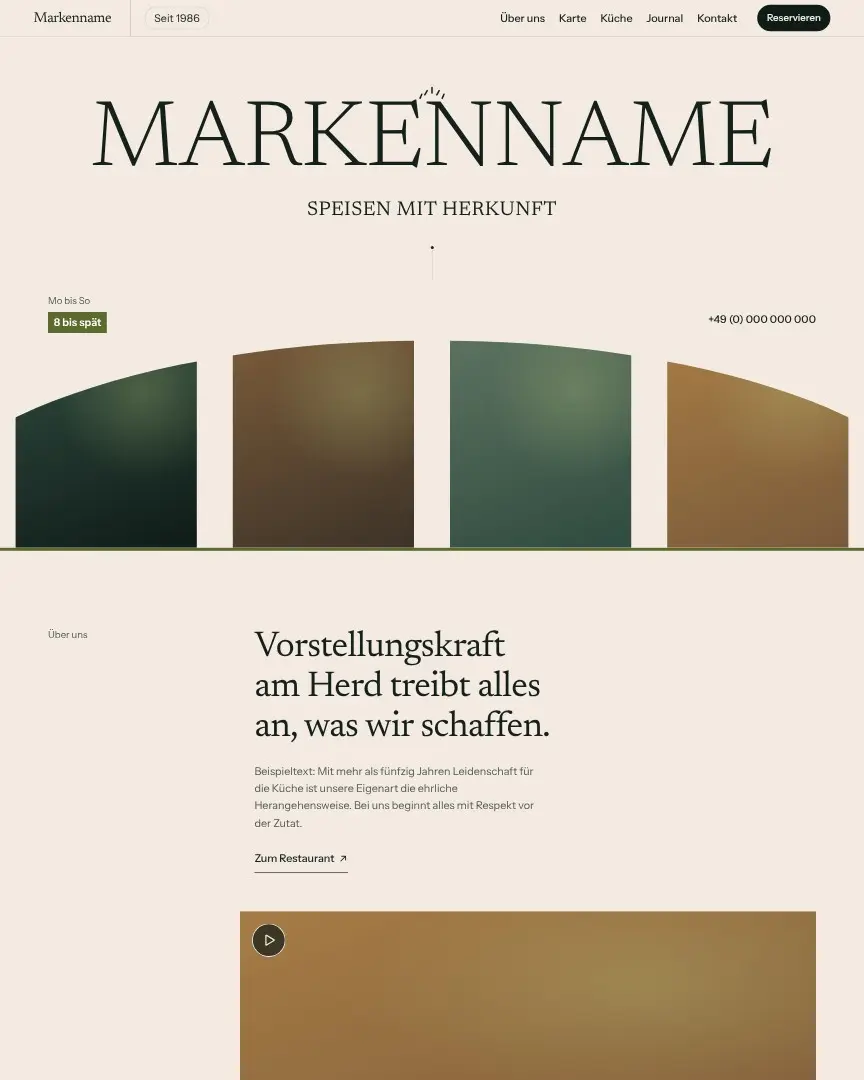 Markenname
Seit 1986
Über uns
Karte
Küche
Journal
Kontakt
Reservieren
MARKENNAME
SPEISEN MIT HERKUNFT
Mo bis So
8 bis spät
+49 (0) 000 000 000
Über uns
Vorstellungskraft
am Herd treibt alles
an, was wir schaffen.
Beispieltext: Mit mehr als fünfzig Jahren Leidenschaft für
die Küche ist unsere Eigenart die ehrliche
Herangehensweise. Bei uns beginnt alles mit Respekt vor
der Zutat.
Zum Restaurant ↗